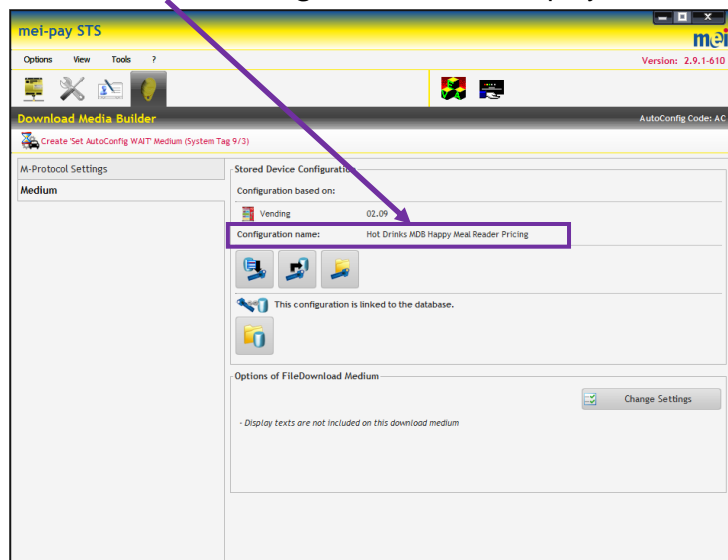 mei-pay STS
mei
Options View Tools ?
Version: 2.9.1-610
Download Media Builder
AutoConfig Code: AC
Create 'Set AutoConfig WAIT' Medium (System Tag 9/3)
M-Protocol Settings
Medium
Stored Device Configuration
Configuration based on:
Vending 02.09
Configuration name: Hot Drinks MDB Happy Meal Reader Pricing
This configuration is linked to the database.
Options of FileDownload Medium
Change Settings
- Display texts are not included on this download medium